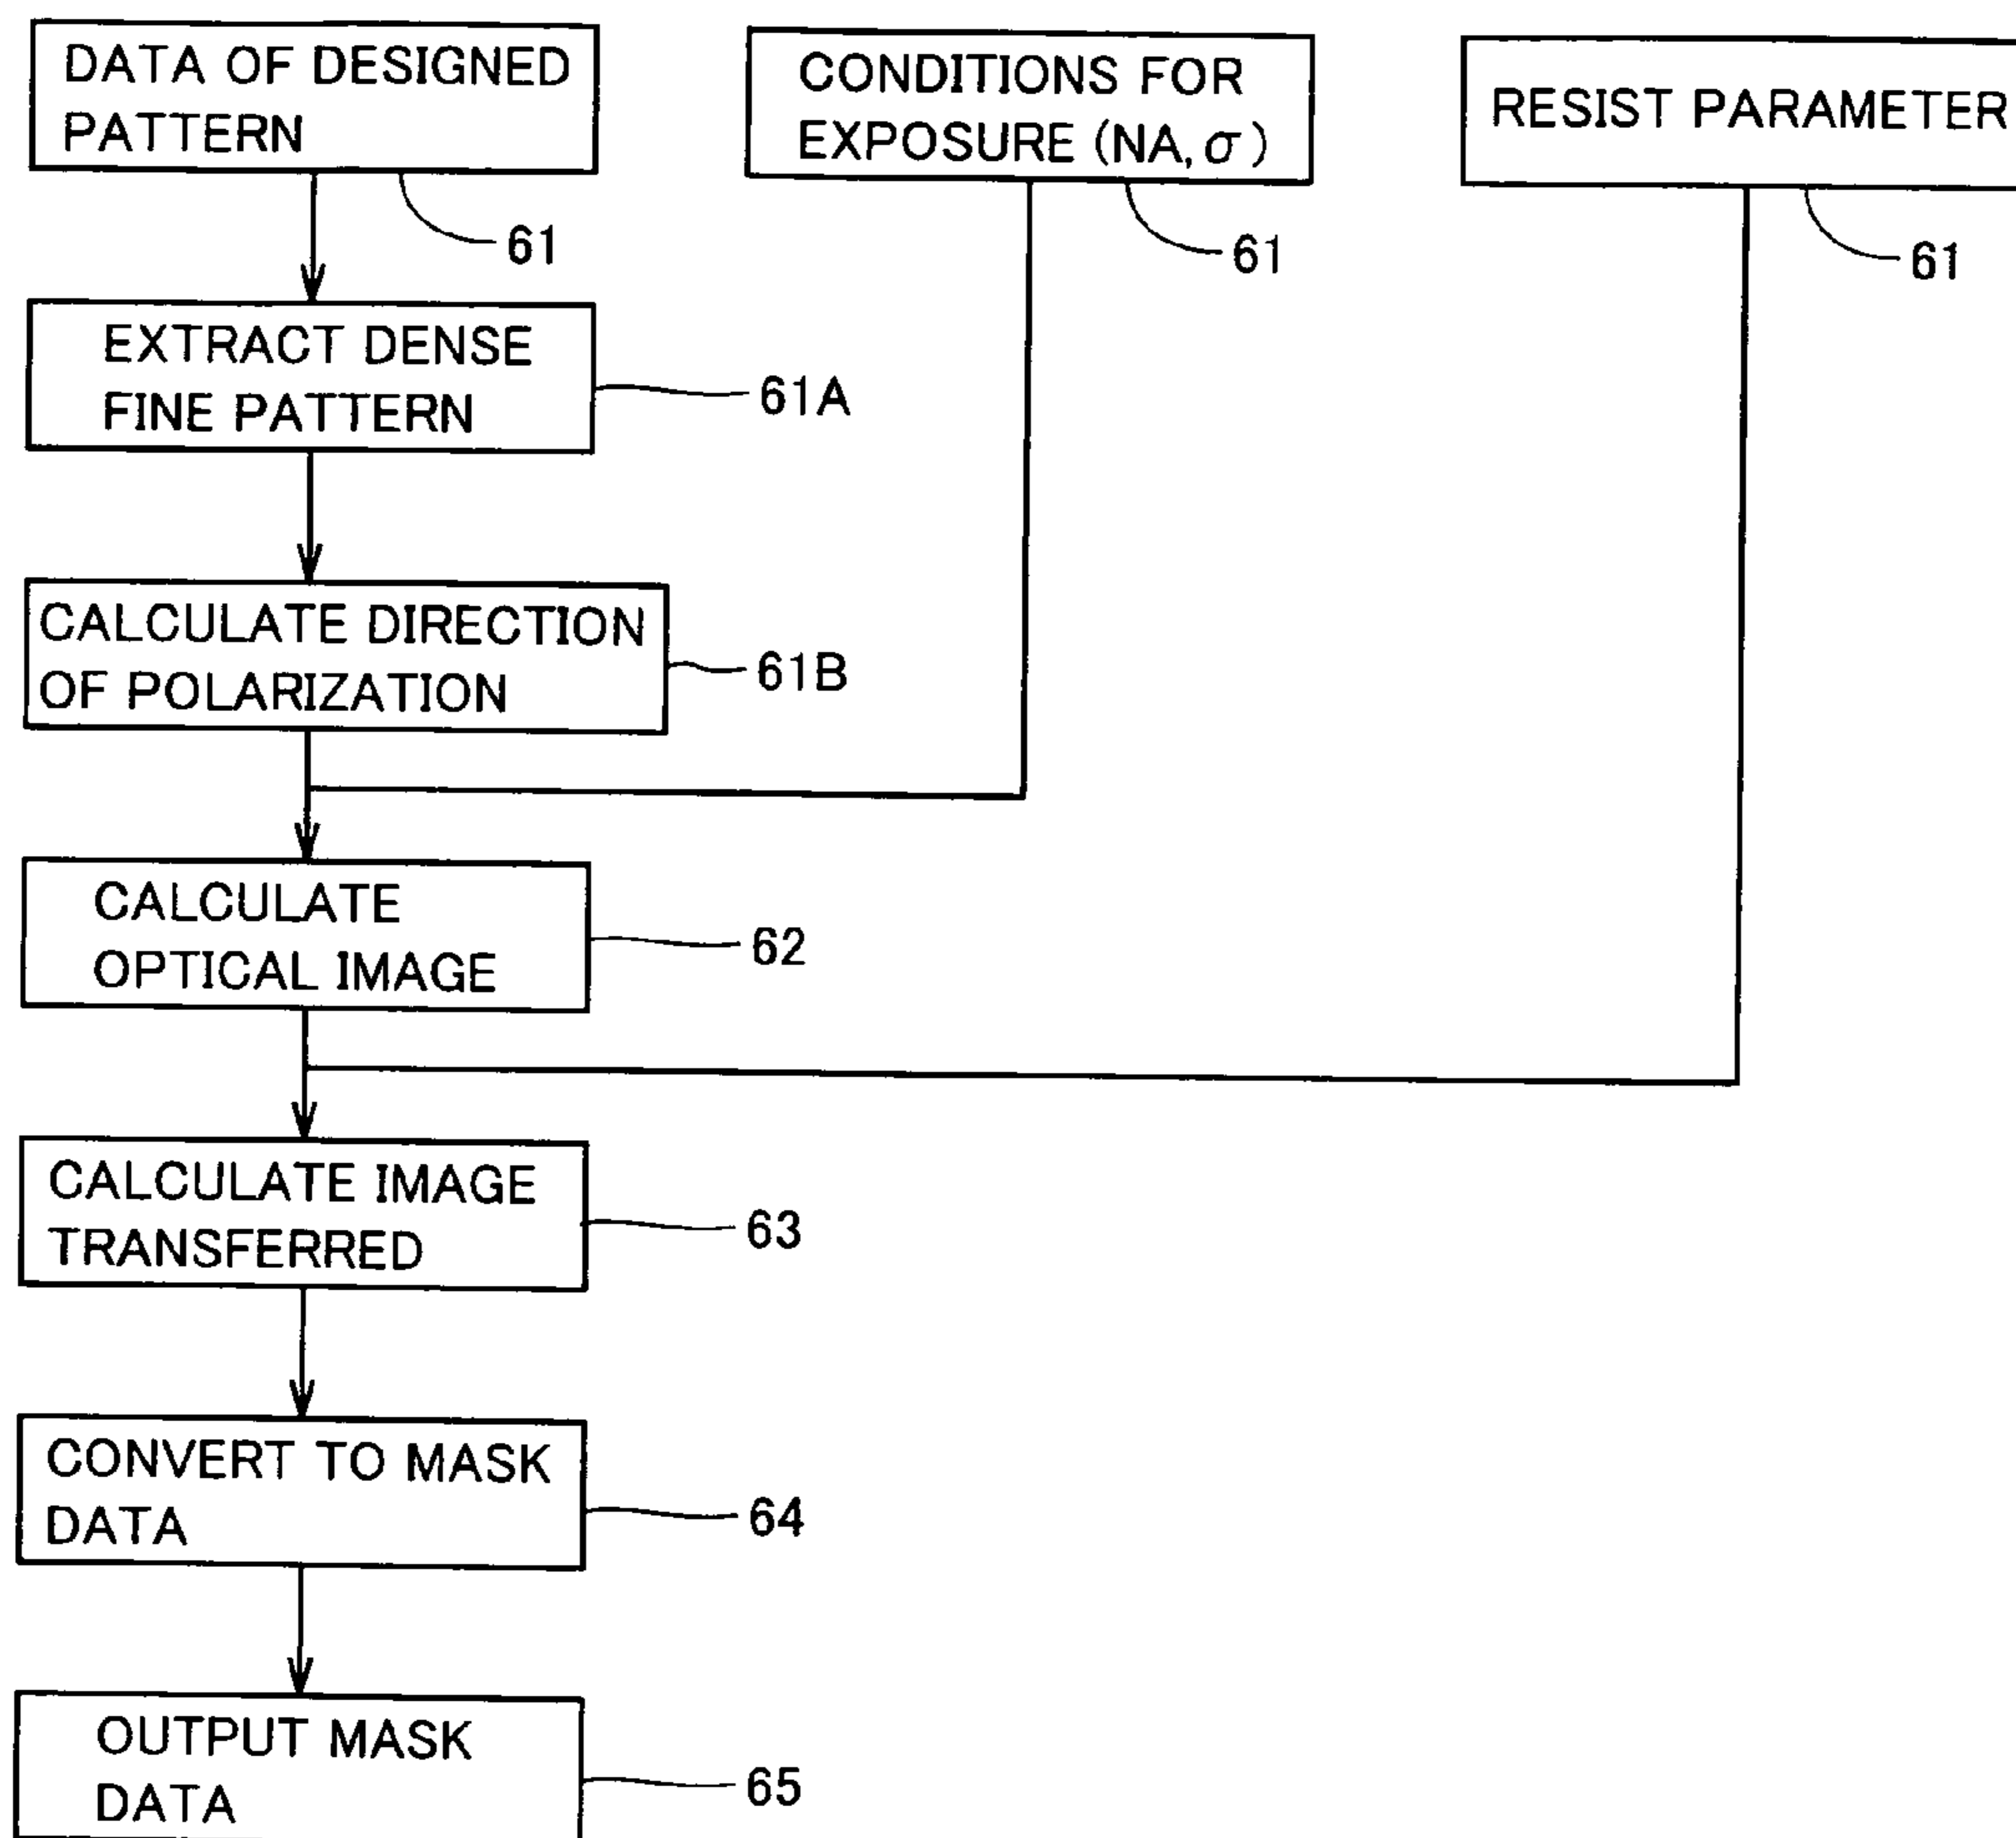 DATA OF DESIGNED
PATTERN
CONDITIONS FOR
EXPOSURE (NA, σ)
RESIST PARAMETER
61
61
61
EXTRACT DENSE
FINE PATTERN
61A
CALCULATE DIRECTION
OF POLARIZATION
61B
CALCULATE
OPTICAL IMAGE
62
CALCULATE IMAGE
TRANSFERRED
63
CONVERT TO MASK
DATA
64
OUTPUT MASK
DATA
65